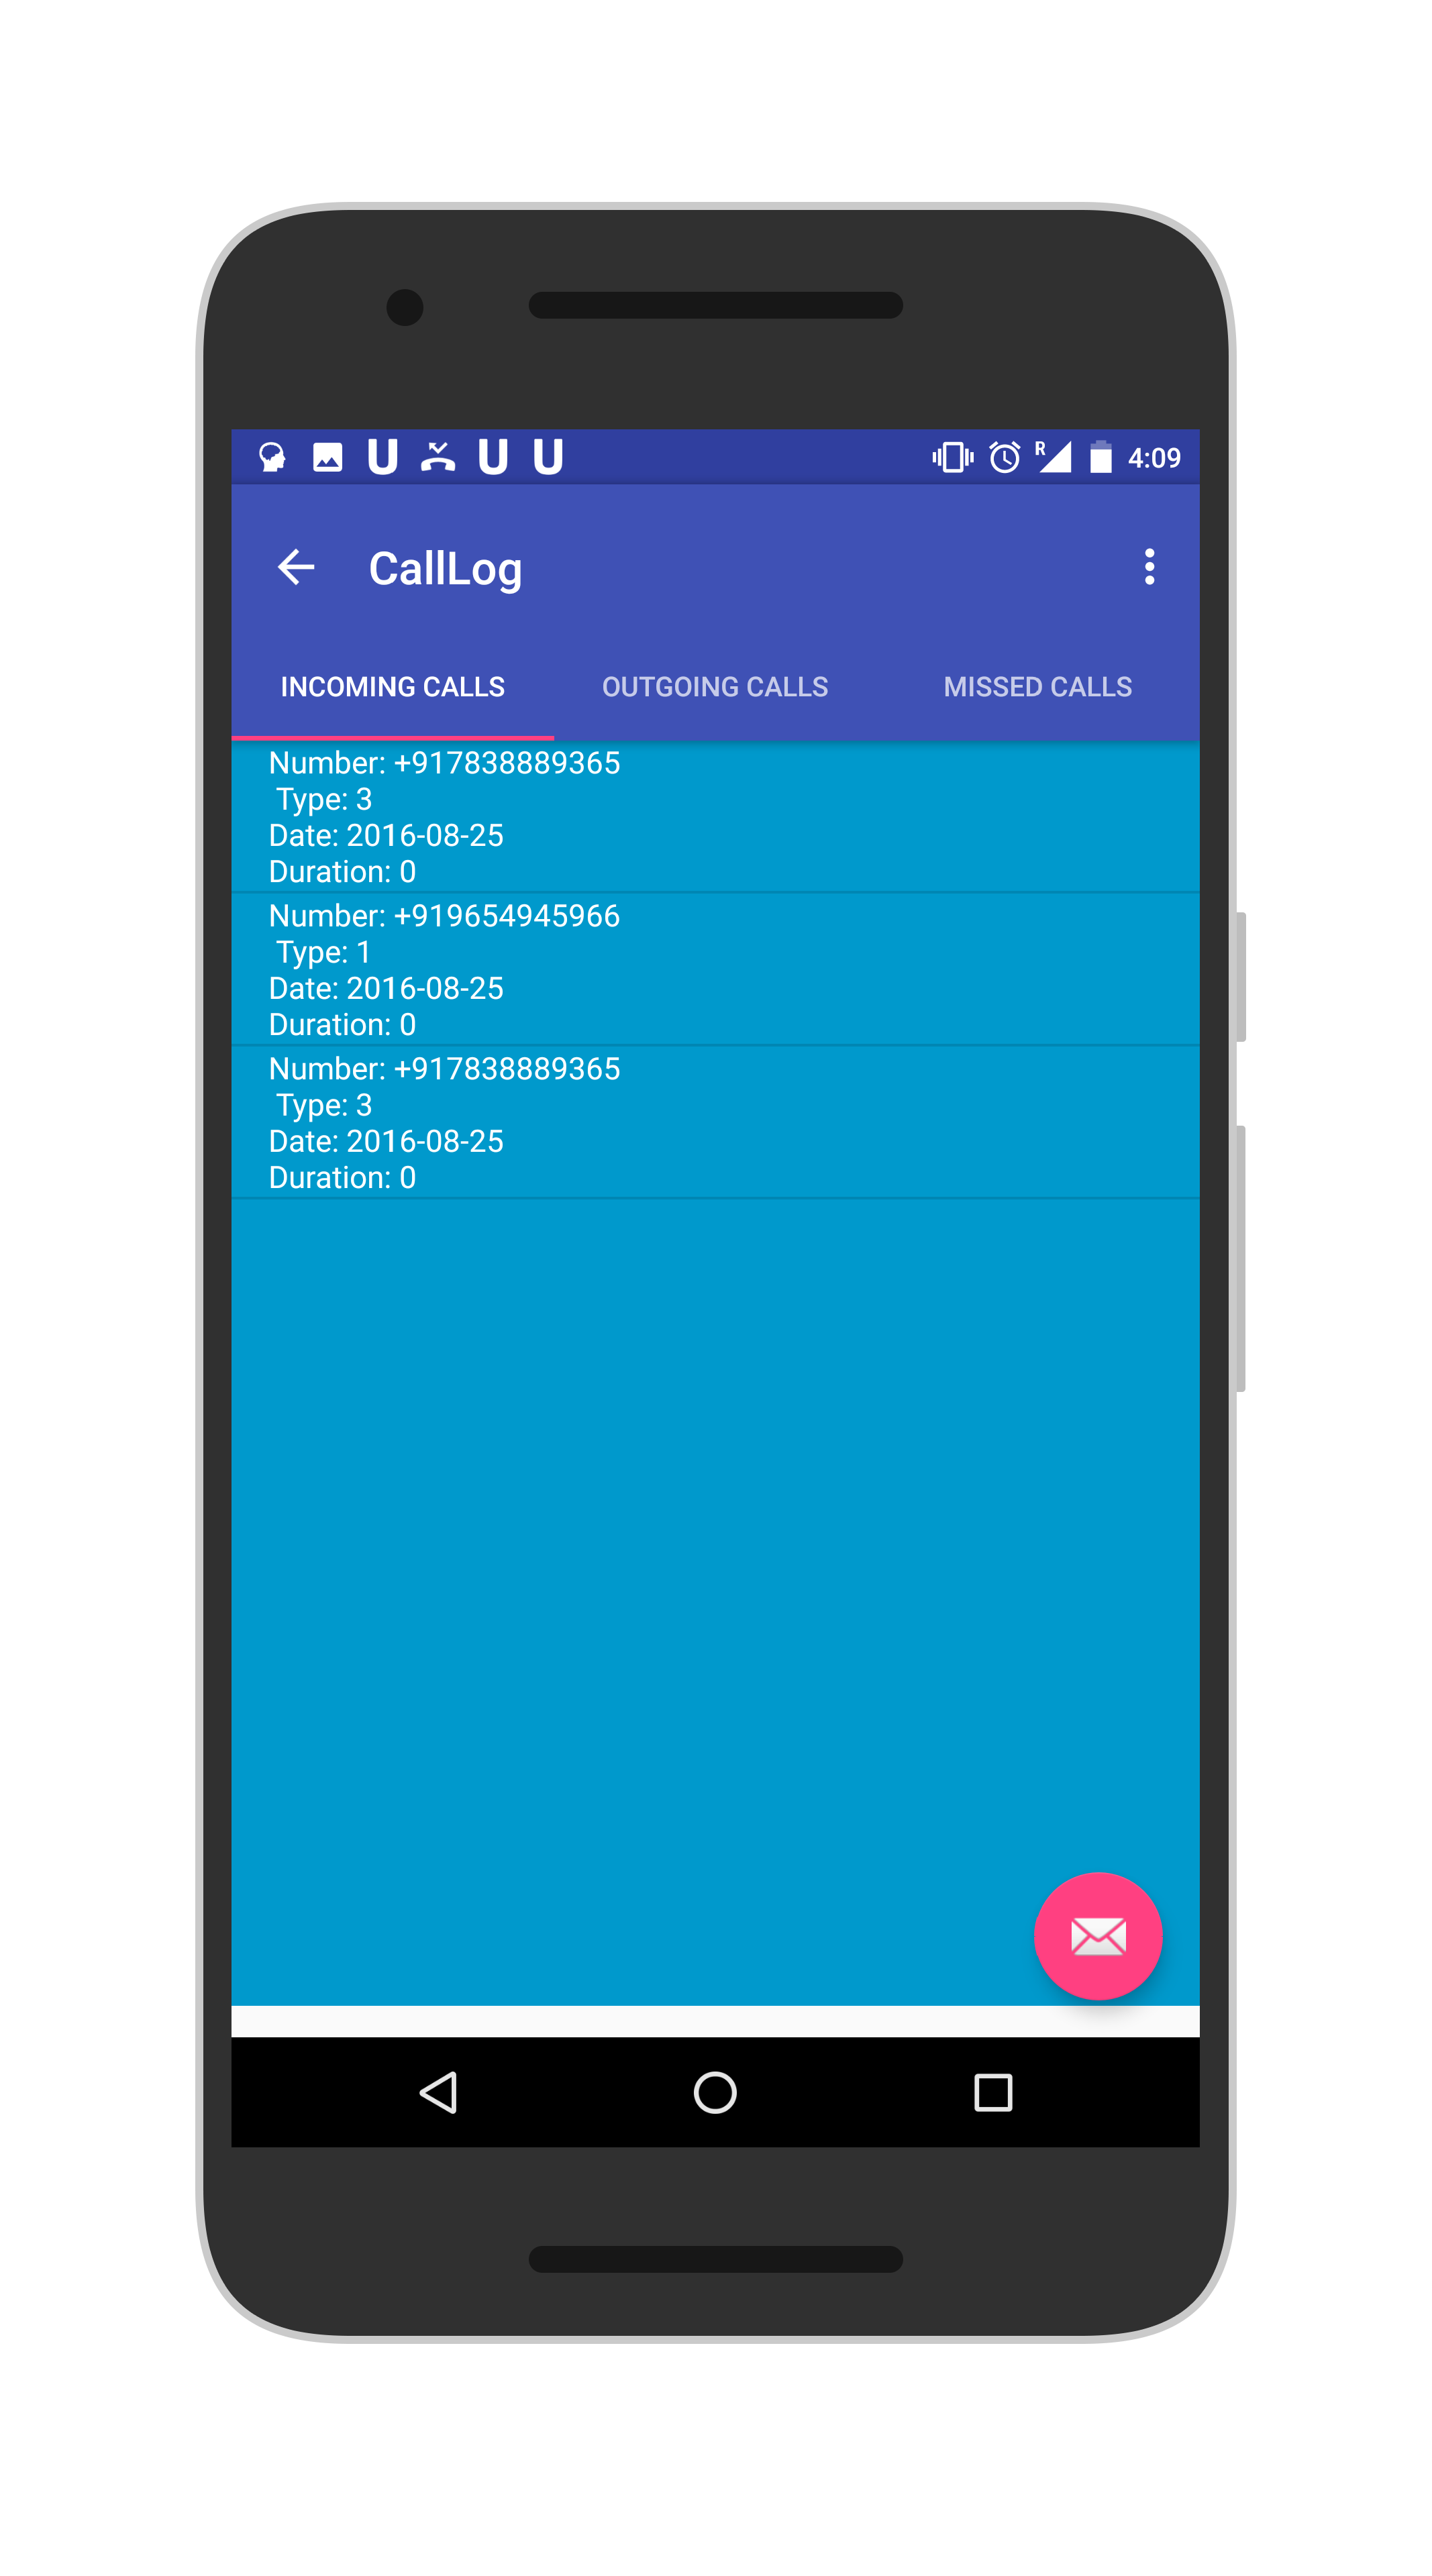 U U U R 4:09
CallLog
INCOMING CALLS OUTGOING CALLS MISSED CALLS
Number: +917838889365
Type: 3
Date: 2016-08-25
Duration: 0
Number: +919654945966
Type: 1
Date: 2016-08-25
Duration: 0
Number: +917838889365
Type: 3
Date: 2016-08-25
Duration: 0